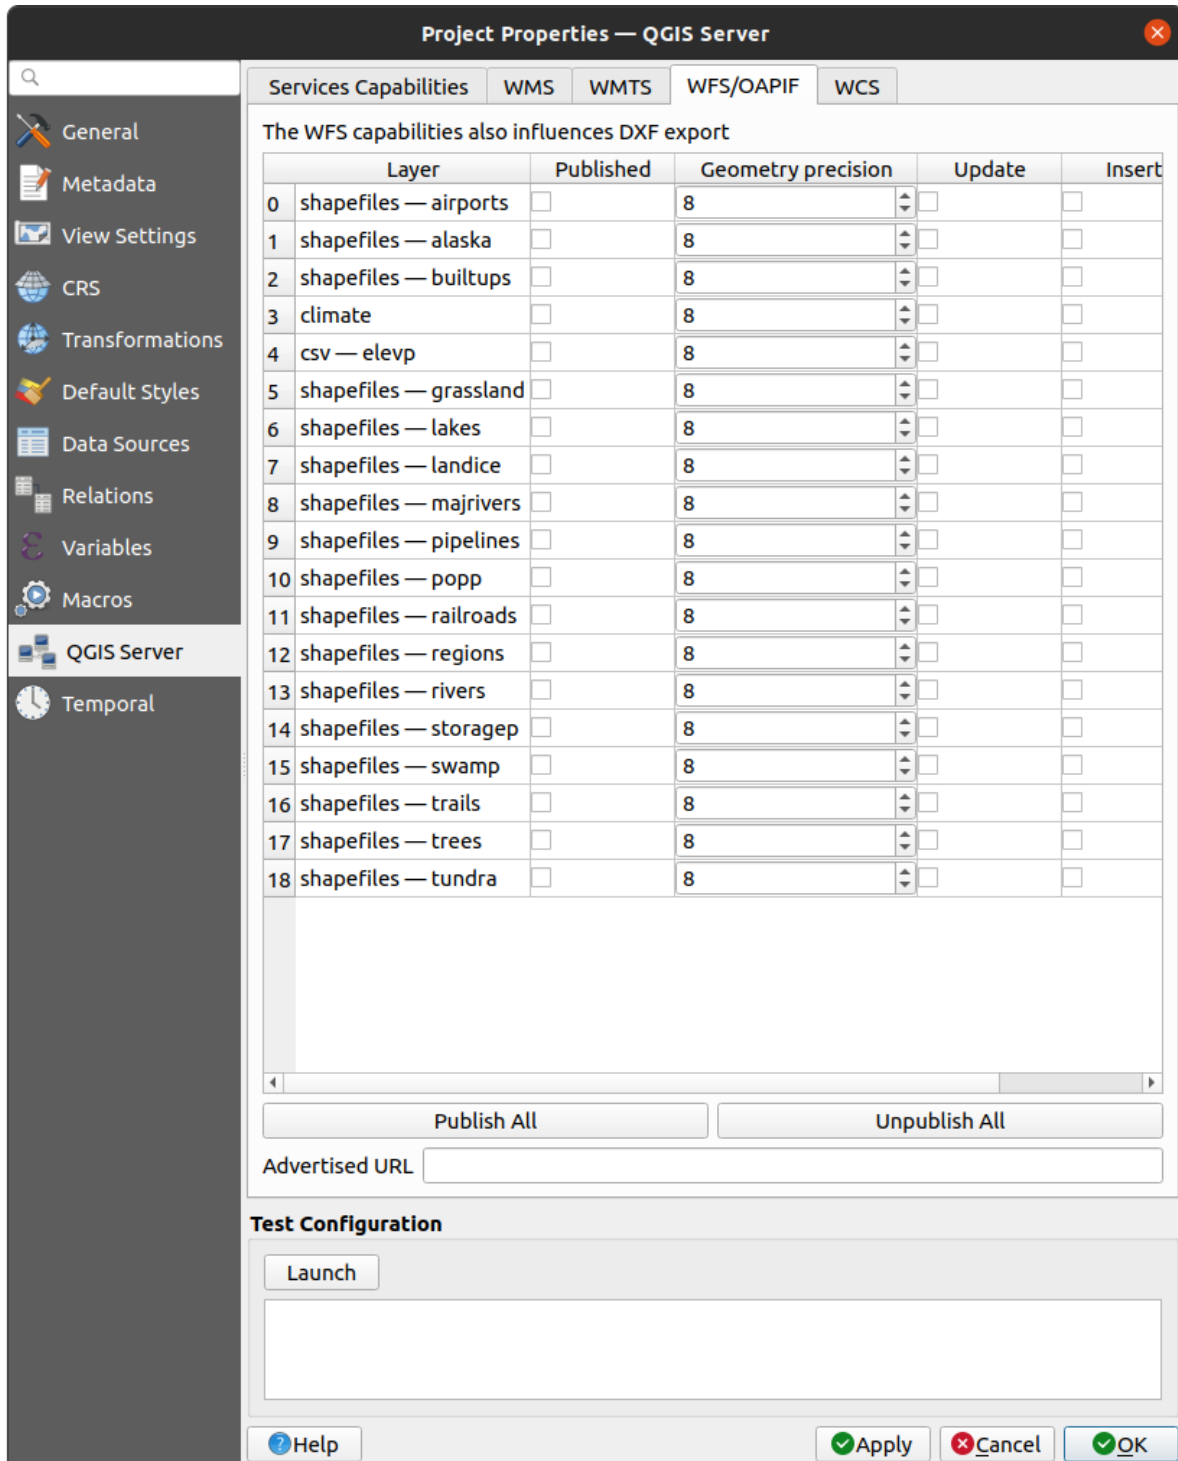 Project Properties — QGIS Server
General
Metadata
View Settings
CRS
Transformations
Default Styles
Data Sources
Relations
Variables
Macros
QGIS Server
Temporal
Services Capabilities WMS WMTS WFS/OAPIF WCS
The WFS capabilities also influences DXF export
Layer Published Geometry precision Update Insert
0 shapefiles — airports 8
1 shapefiles — alaska 8
2 shapefiles — builtups 8
3 climate 8
4 csv — elevp 8
5 shapefiles — grassland 8
6 shapefiles — lakes 8
7 shapefiles — landice 8
8 shapefiles — majrivers 8
9 shapefiles — pipelines 8
10 shapefiles — popp 8
11 shapefiles — railroads 8
12 shapefiles — regions 8
13 shapefiles — rivers 8
14 shapefiles — storagep 8
15 shapefiles — swamp 8
16 shapefiles — trails 8
17 shapefiles — trees 8
18 shapefiles — tundra 8
Publish All Unpublish All
Advertised URL
Test Configuration
Launch
Help Apply Cancel OK